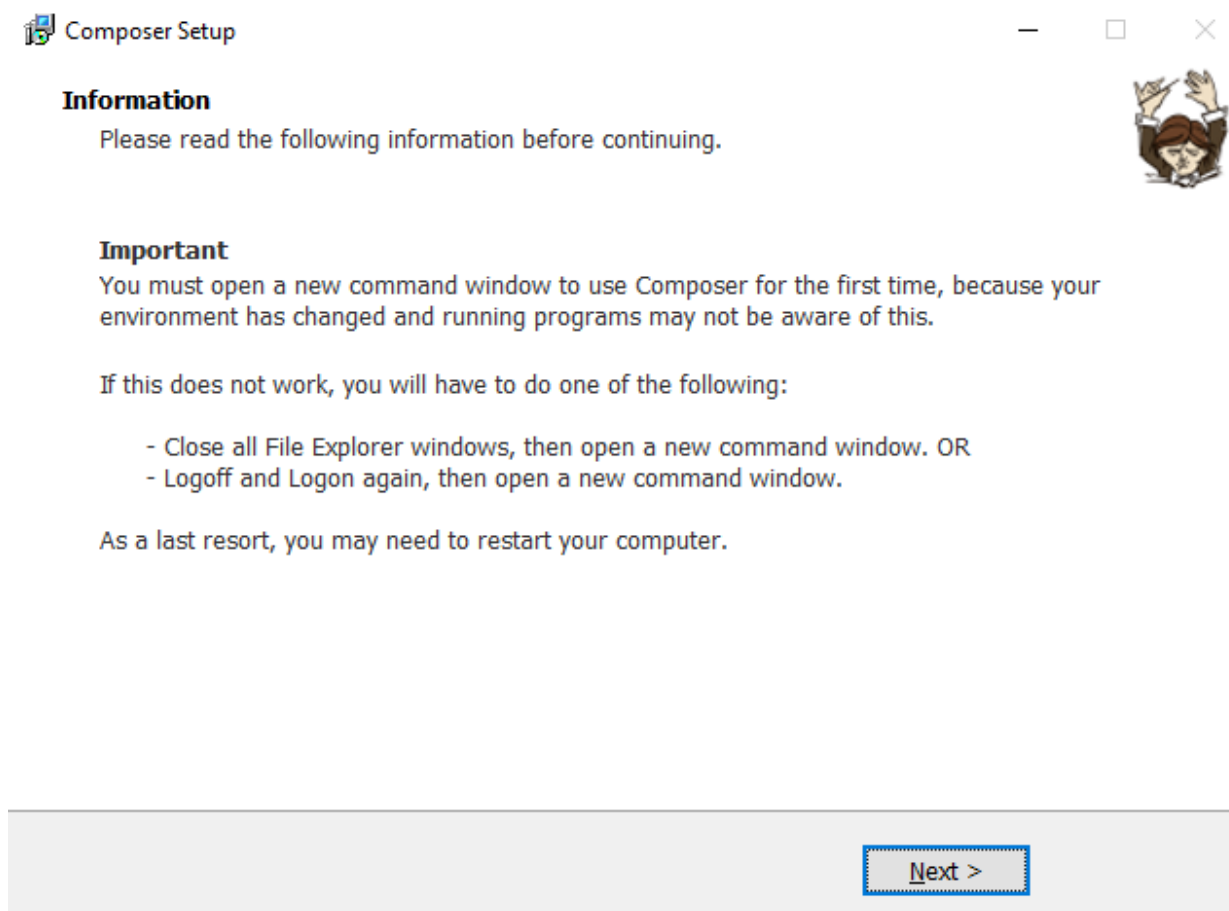 Composer Setup
Information
Please read the following information before continuing.
Important
You must open a new command window to use Composer for the first time, because your
environment has changed and running programs may not be aware of this.
If this does not work, you will have to do one of the following:
- Close all File Explorer windows, then open a new command window. OR
- Logoff and Logon again, then open a new command window.
As a last resort, you may need to restart your computer.
Next >